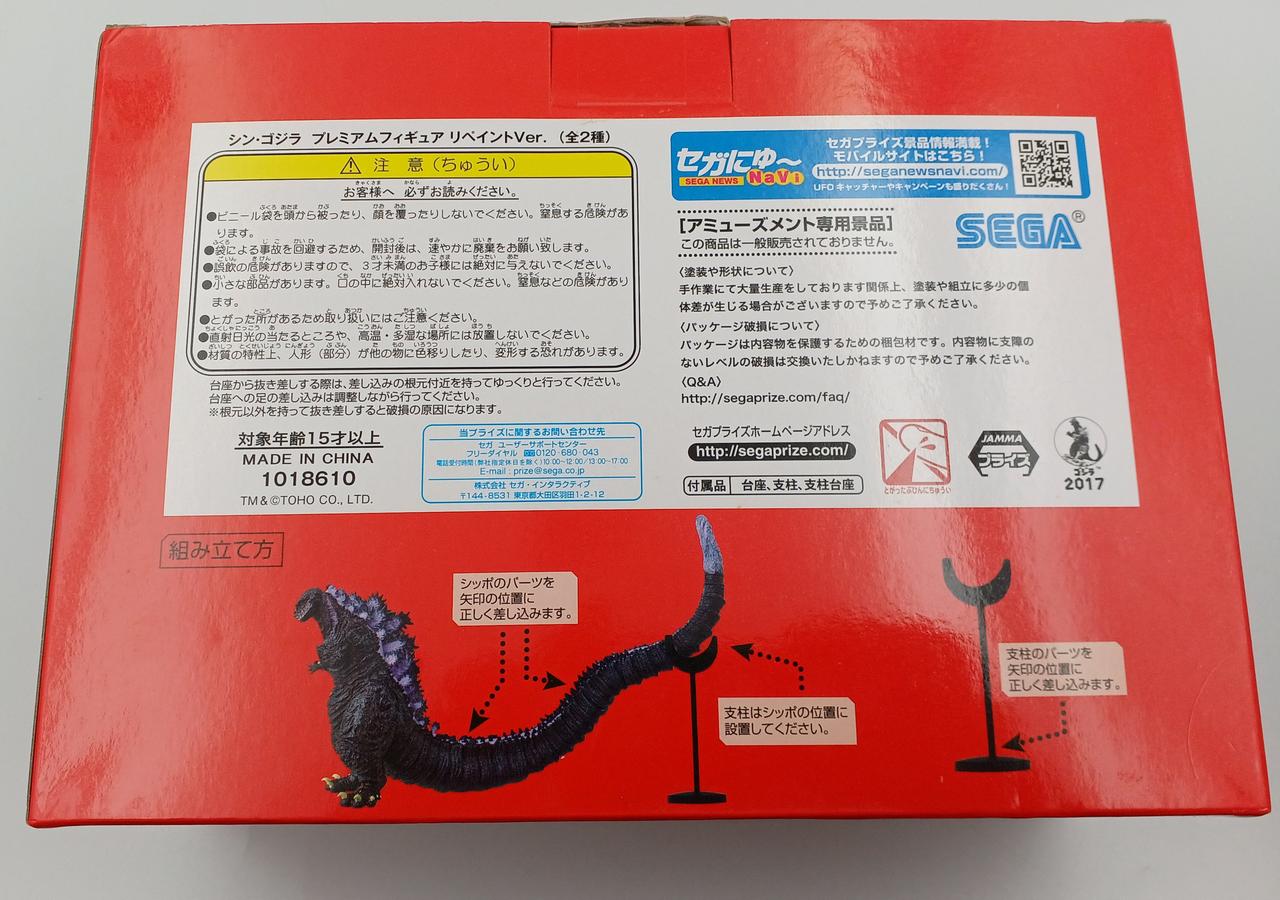 シン・ゴジラ プレミアムフィギュア リペイントVer.（全2種）
⚠ 注 意（ちゅうい）
お客様へ 必ずお読みください。
●ビニール袋を頭から被ったり、顔を覆ったりしないでください。窒息する危険があ
ります。
●袋による事故を回避するため、開封後は、速やかに廃棄をお願い致します。
●誤飲の危険がありますので、3才未満のお子様には絶対に与えないでください。
●小さな部品があります。口の中に絶対入れないでください。窒息などの危険があり
ます。
●とがった所があるため取り扱いにはご注意ください。
●直射日光の当たるところや、高温・多湿な場所には放置しないでください。
●材質の特性上、人形（部分）が他の物に色移りしたり、変形する恐れがあります。
台座から抜き差しする際は、差し込みの根元付近を持ってゆっくりと行ってください。
台座への足の差し込みは調整しながら行ってください。
※根元以外を持って抜き差しすると破損の原因になります。
対象年齢15才以上
MADE IN CHINA
1018610
TM&©TOHO CO., LTD.
当プライズに関するお問い合わせ先
セガ ユーザーサポートセンター
フリーダイヤル 0120-680-043
電話受付時間(弊社指定休日を除く)10:00~12:00/13:00~17:00
E-mail : prize@sega.co.jp
株式会社 セガ・インタラクティブ
〒144-8531 東京都大田区羽田1-2-12
セガにゅ〜
SEGA NEWS NaVi
セガプライズ景品情報満載！
モバイルサイトはこちら！
http://seganewsnavi.com/
UFOキャッチャーやキャンペーンも盛りだくさん！
[アミューズメント専用景品]
この商品は一般販売されておりません。
SEGA®
〈塗装や形状について〉
手作業にて大量生産をしております関係上、塗装や組立に多少の個
体差が生じる場合がございますので予めご了承ください。
〈パッケージ破損について〉
パッケージは内容物を保護するための梱包材です。内容物に支障の
ないレベルの破損は交換いたしかねますので予めご了承ください。
〈Q&A〉
http://segaprize.com/faq/
セガプライズホームページアドレス
http://segaprize.com/
付属品 台座、支柱、支柱台座
とがったぶひんにちゅうい
JAMMA
プライズ
ゴジラ
2017
組み立て方
シッポのパーツを
矢印の位置に
正しく差し込みます。
支柱はシッポの位置に
設置してください。
支柱のパーツを
矢印の位置に
正しく差し込みます。